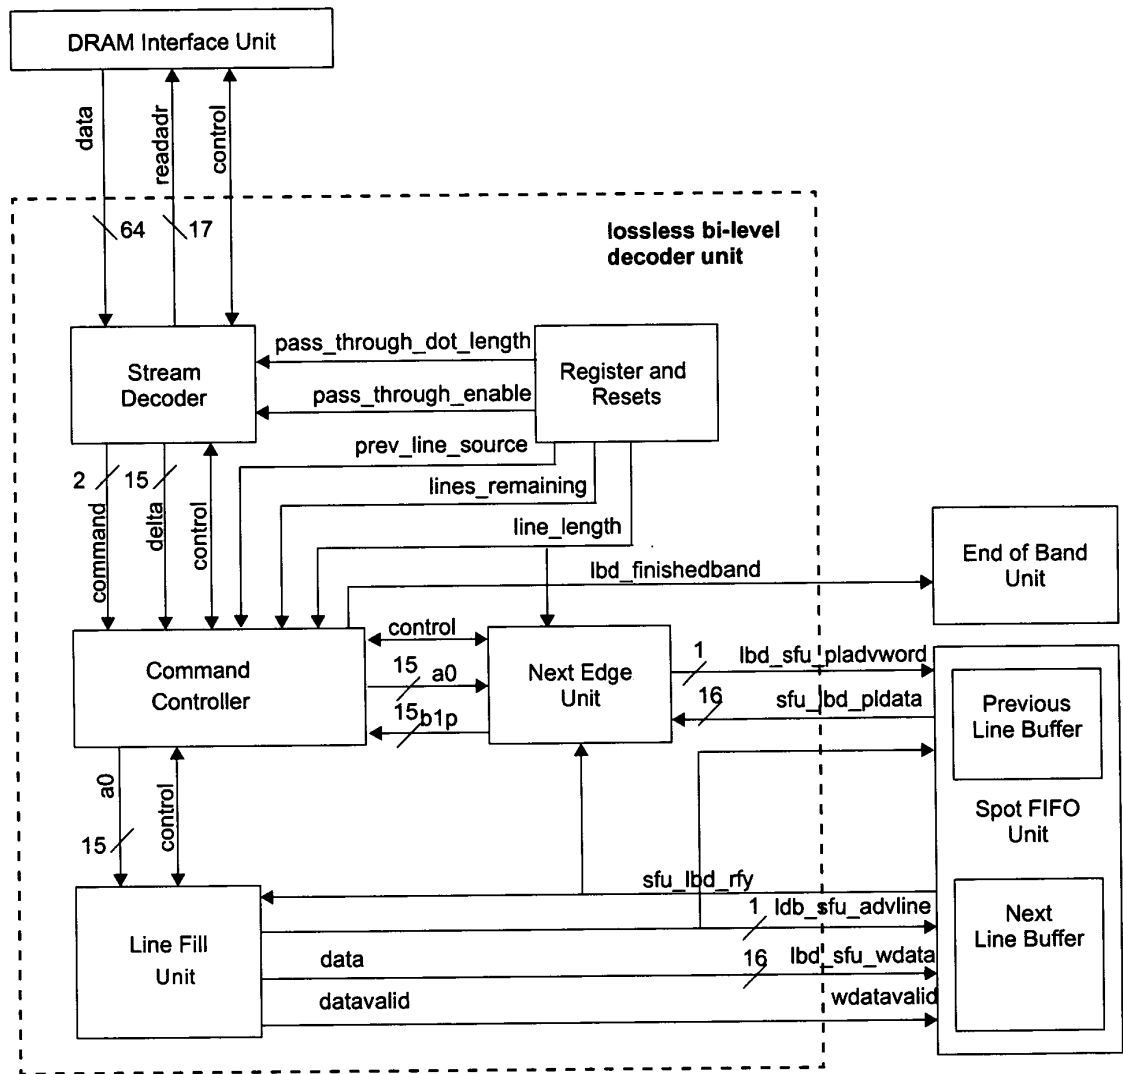 DRAM Interface Unit
data
readadr
control
64
17
lossless bi-level
decoder unit
Stream
Decoder
pass_through_dot_length
pass_through_enable
Register and
Resets
prev_line_source
lines_remaining
line_length
2
15
command
delta
control
lbd_finishedband
End of Band
Unit
Command
Controller
control
15
a0
15
b1p
Next Edge
Unit
1
lbd_sfu_pladvword
16
sfu_lbd_pldata
Previous
Line Buffer
Spot FIFO
Unit
a0
15
control
sfu_lbd_rfy
1
ldb_sfu_advline
Next
Line Buffer
Line Fill
Unit
data
16
lbd_sfu_wdata
datavalid
wdatavalid